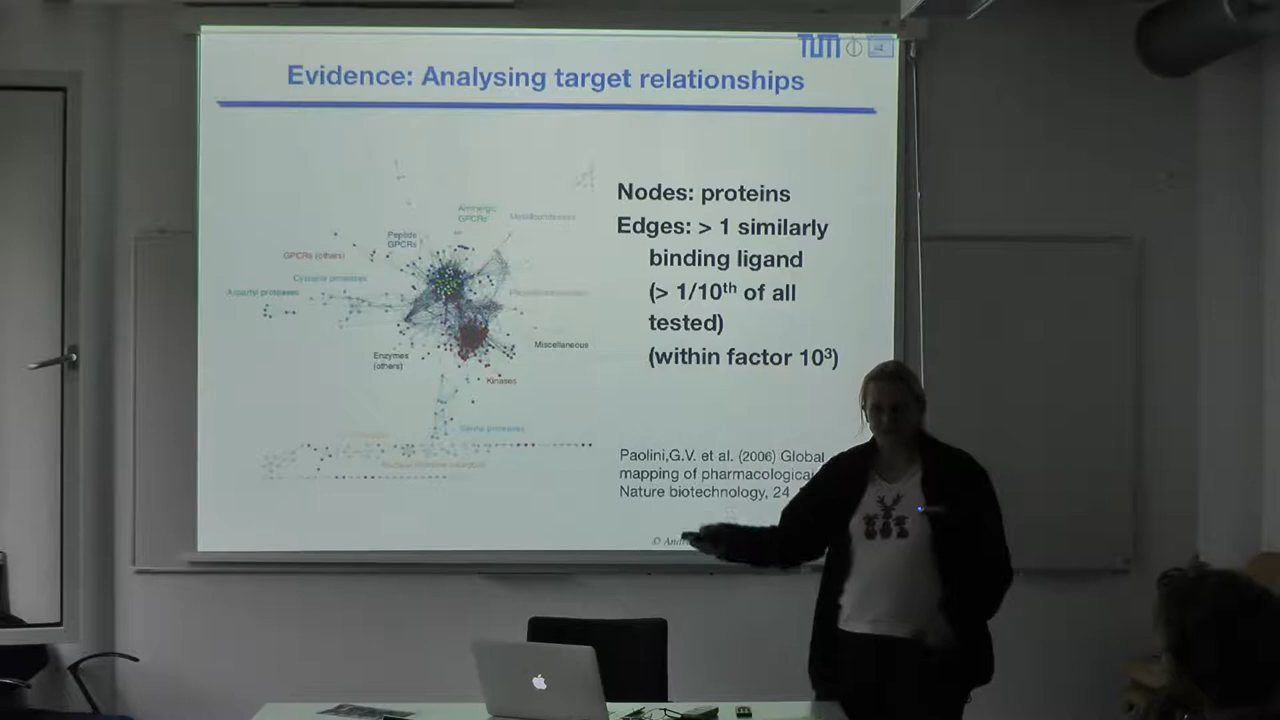 TUM
Evidence: Analysing target relationships
Nodes: proteins
Edges: > 1 similarly
binding ligand
(> 1/10th of all
tested)
(within factor 10³)
Aminergic
GPCRs
Peptide
GPCRs
GPCRs (others)
Cysteine proteases
Aspartyl proteases
Miscellaneous
Enzymes
(others)
Kinases
Serine proteases
Paolini,G.V. et al. (2006) Global
mapping of pharmacological
Nature biotechnology, 24
©